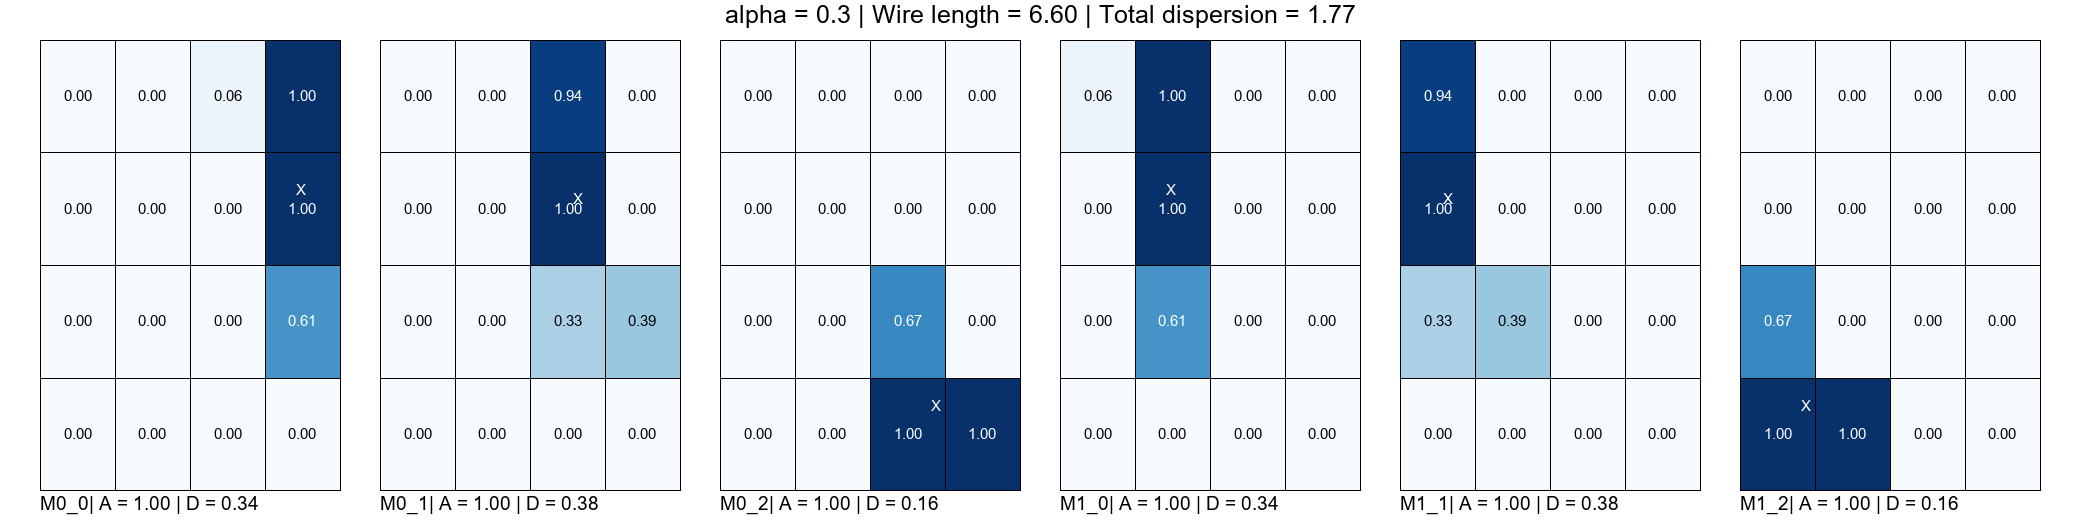 alpha = 0.3 | Wire length = 6.60 | Total dispersion = 1.77
0.00 0.00 0.06 1.00 0.00 0.00 0.94 0.00 0.00 0.00 0.00 0.00 0.06 1.00 0.00 0.00 0.94 0.00 0.00 0.00 0.00 0.00 0.00 0.00
X X X X
0.00 0.00 0.00 1.00 0.00 0.00 1.00 0.00 0.00 0.00 0.00 0.00 0.00 1.00 0.00 0.00 1.00 0.00 0.00 0.00 0.00 0.00 0.00 0.00
0.00 0.00 0.00 0.61 0.00 0.00 0.33 0.39 0.00 0.00 0.67 0.00 0.00 0.61 0.00 0.00 0.33 0.39 0.00 0.00 0.67 0.00 0.00 0.00
X X
0.00 0.00 0.00 0.00 0.00 0.00 0.00 0.00 0.00 0.00 1.00 1.00 0.00 0.00 0.00 0.00 0.00 0.00 0.00 0.00 1.00 1.00 0.00 0.00
M0_0| A = 1.00 | D = 0.34 M0_1| A = 1.00 | D = 0.38 M0_2| A = 1.00 | D = 0.16 M1_0| A = 1.00 | D = 0.34 M1_1| A = 1.00 | D = 0.38 M1_2| A = 1.00 | D = 0.16